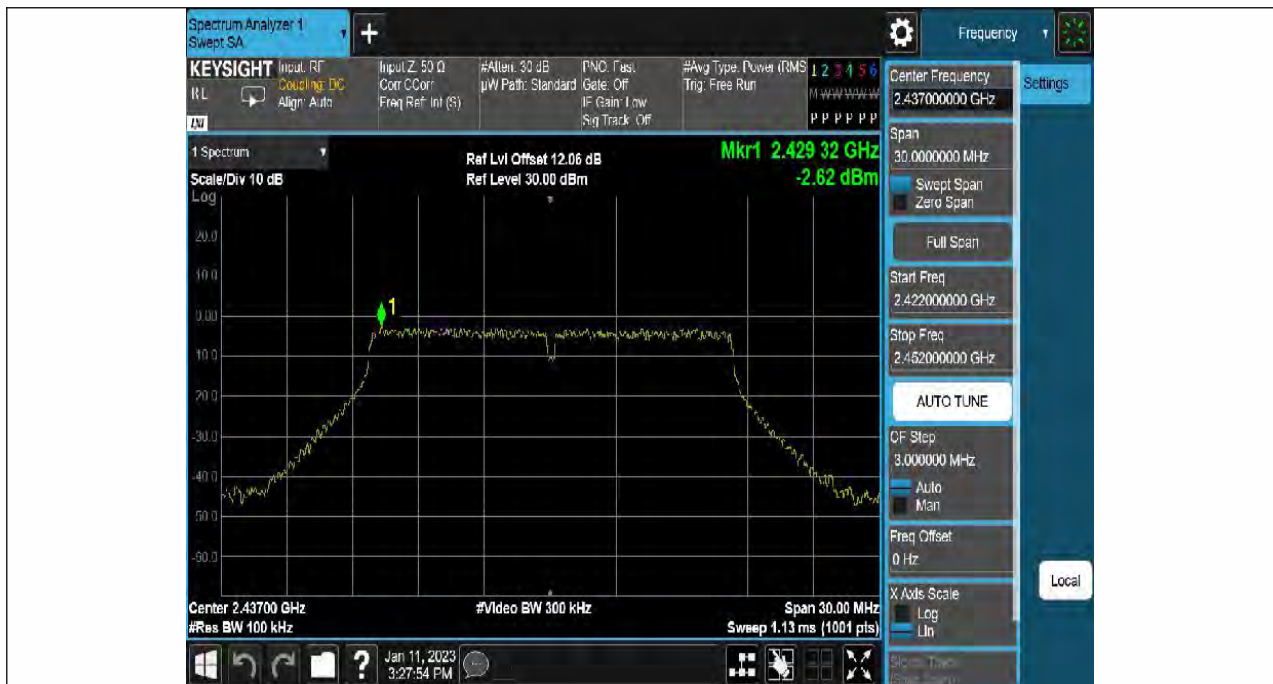 Spectrum Analyzer 1
Swept SA
+
Frequency
KEYSIGHT
RL
Input: RF
Coupling: DC
Align: Auto
Input Z: 50 Ω
Corr CCorr
Freq Ref: Int (S)
#Atten: 30 dB
µW Path: Standard
PNO: Fast
Gate: Off
IF Gain: Low
Sig Track: Off
#Avg Type: Power (RMS
Trig: Free Run
1 2 3 4 5 6
M W W W W W
P P P P P P
1 Spectrum
Scale/Div 10 dB
Log
Ref Lvl Offset 12.06 dB
Ref Level 30.00 dBm
Mkr1 2.429 32 GHz
-2.62 dBm
20.0
10.0
0.00
10.0
20.0
-30.0
-40.0
50.0
-60.0
1
Center 2.43700 GHz
#Res BW 100 kHz
#Video BW 300 kHz
Span 30.00 MHz
Sweep 1.13 ms (1001 pts)
?
Jan 11, 2023
3:27:54 PM
Center Frequency
2.437000000 GHz
Settings
Span
30.0000000 MHz
Swept Span
Zero Span
Full Span
Start Freq
2.422000000 GHz
Stop Freq
2.452000000 GHz
AUTO TUNE
CF Step
3.000000 MHz
Auto
Man
Freq Offset
0 Hz
X Axis Scale
Log
Lin
Local